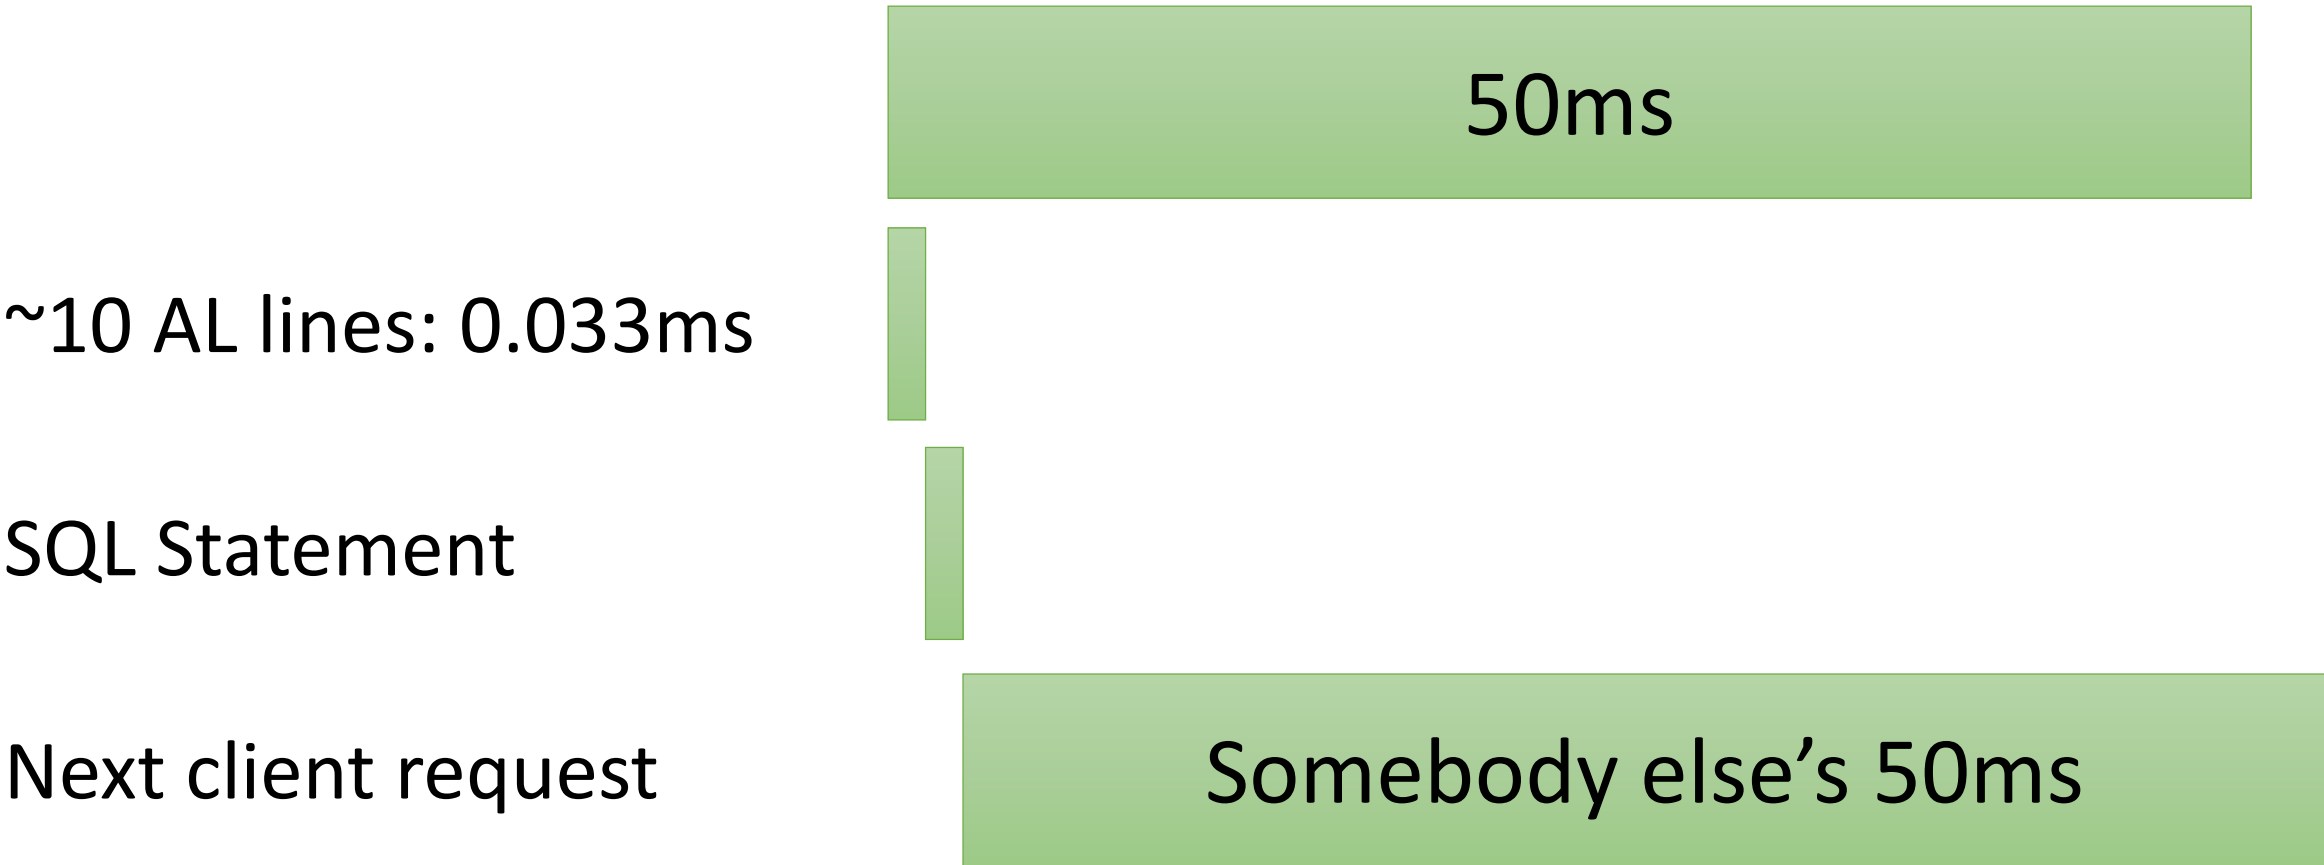 50ms
~10 AL lines: 0.033ms
SQL Statement
Next client request
Somebody else’s 50ms